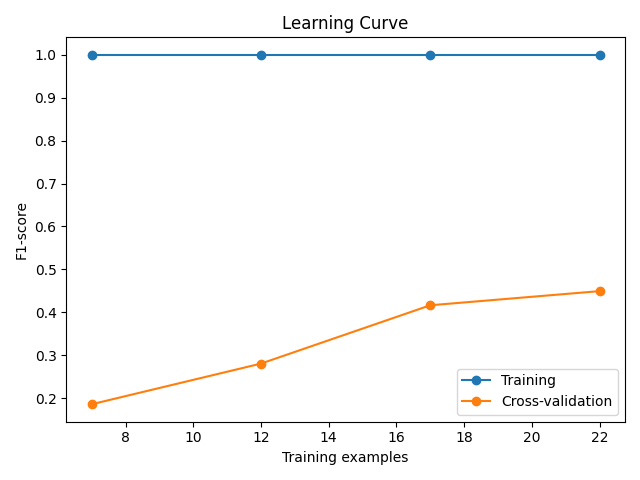 Learning Curve
1.0
0.9
0.8
0.7
0.6
0.5
0.4
0.3
0.2
F1-score
8 10 12 14 16 18 20 22
Training examples
Training
Cross-validation